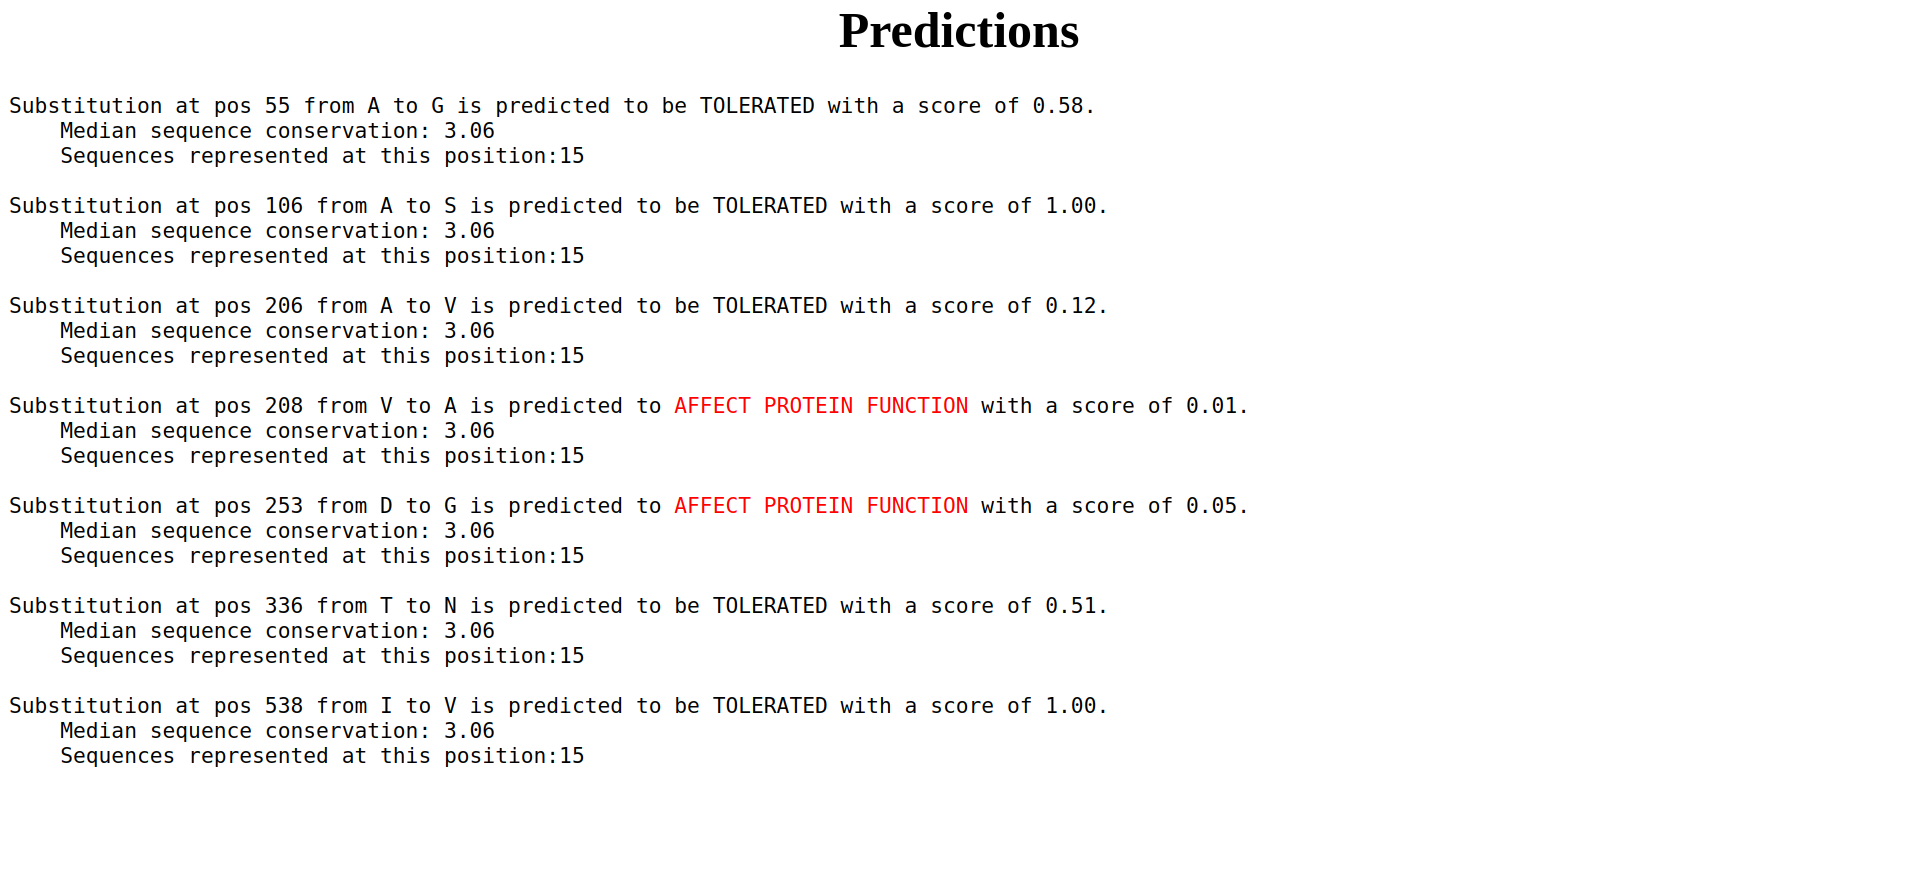 Predictions
Substitution at pos 55 from A to G is predicted to be TOLERATED with a score of 0.58.
Median sequence conservation: 3.06
Sequences represented at this position:15
Substitution at pos 106 from A to S is predicted to be TOLERATED with a score of 1.00.
Median sequence conservation: 3.06
Sequences represented at this position:15
Substitution at pos 206 from A to V is predicted to be TOLERATED with a score of 0.12.
Median sequence conservation: 3.06
Sequences represented at this position:15
Substitution at pos 208 from V to A is predicted to AFFECT PROTEIN FUNCTION with a score of 0.01.
Median sequence conservation: 3.06
Sequences represented at this position:15
Substitution at pos 253 from D to G is predicted to AFFECT PROTEIN FUNCTION with a score of 0.05.
Median sequence conservation: 3.06
Sequences represented at this position:15
Substitution at pos 336 from T to N is predicted to be TOLERATED with a score of 0.51.
Median sequence conservation: 3.06
Sequences represented at this position:15
Substitution at pos 538 from I to V is predicted to be TOLERATED with a score of 1.00.
Median sequence conservation: 3.06
Sequences represented at this position:15